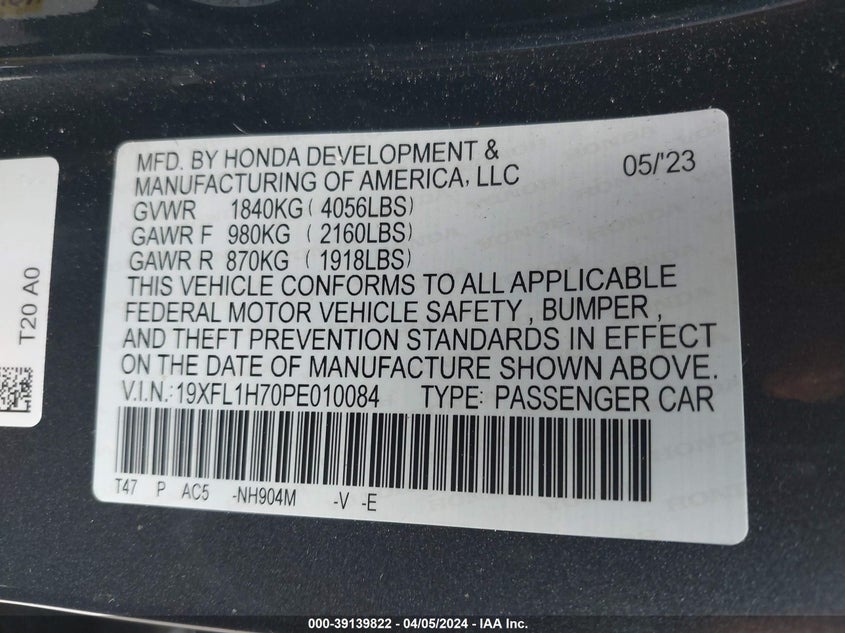 MFD. BY HONDA DEVELOPMENT &
MANUFACTURING OF AMERICA, LLC 05/'23
GVWR 1840KG ( 4056LBS)
GAWR F 980KG ( 2160LBS)
GAWR R 870KG ( 1918LBS)
THIS VEHICLE CONFORMS TO ALL APPLICABLE
FEDERAL MOTOR VEHICLE SAFETY , BUMPER ,
AND THEFT PREVENTION STANDARDS IN EFFECT
ON THE DATE OF MANUFACTURE SHOWN ABOVE.
V.I.N.: 19XFL1H70PE010084 TYPE: PASSENGER CAR
T47 P AC5 -NH904M -V -E
T20 A0
000-39139822 - 04/05/2024 - IAA Inc.